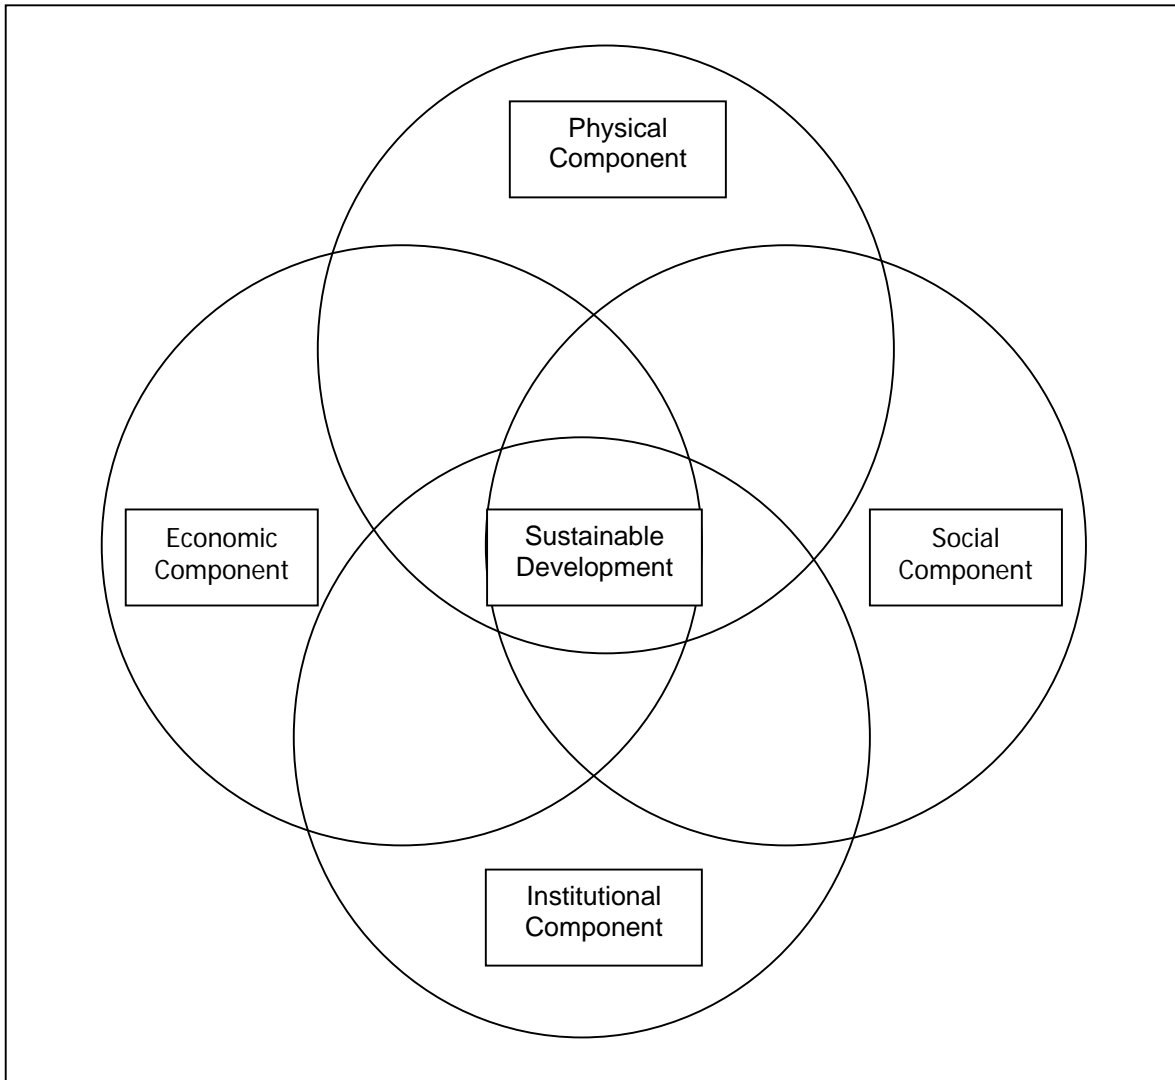 Physical
Component
Economic
Component
Sustainable
Development
Social
Component
Institutional
Component